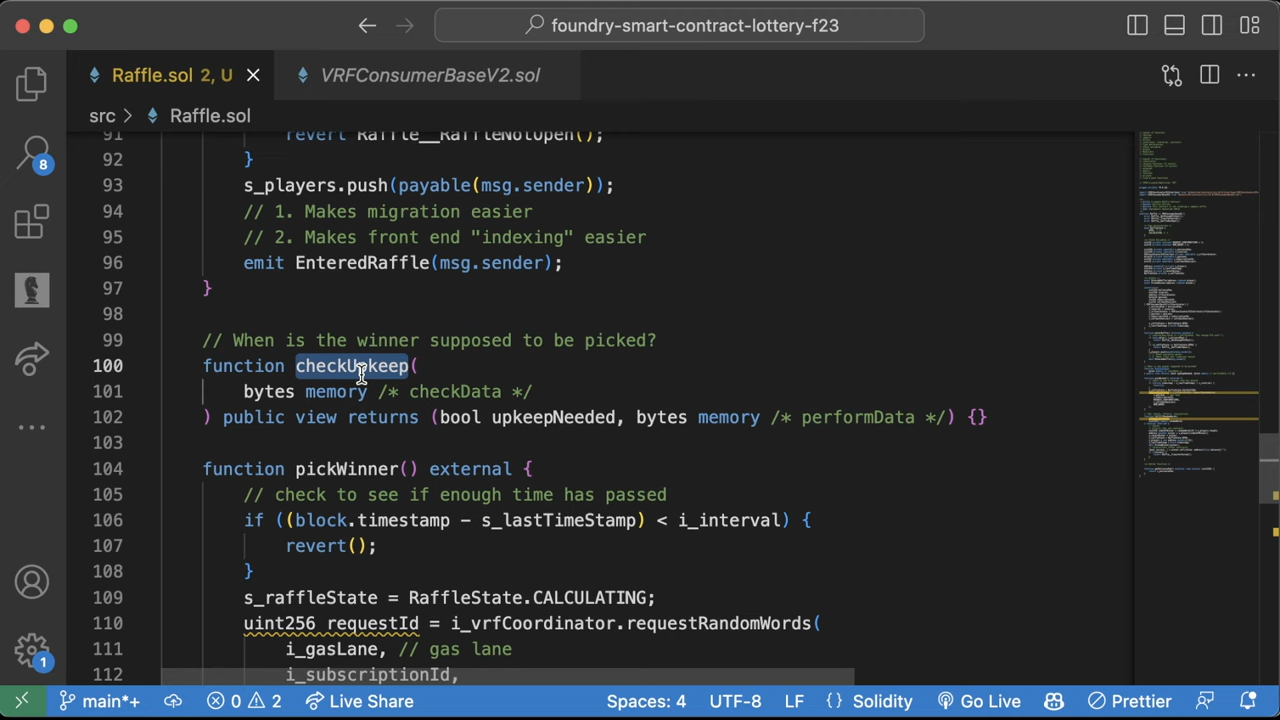 foundry-smart-contract-lottery-f23
Raffle.sol 2, U
VRFConsumerBaseV2.sol
src > Raffle.sol
91 revert Raffle__RaffleNotOpen();
92 }
93 s_players.push(payable(msg.sender));
94 // 1. Makes migration easier
95 // 2. Makes front end "indexing" easier
96 emit EnteredRaffle(msg.sender);
97 }
98
99 // When is the winner supposed to be picked?
100 function checkUpkeep(
101 bytes memory /* checkData */
102 ) public view returns (bool upkeepNeeded, bytes memory /* performData */) {}
103
104 function pickWinner() external {
105 // check to see if enough time has passed
106 if ((block.timestamp - s_lastTimeStamp) < i_interval) {
107 revert();
108 }
109 s_raffleState = RaffleState.CALCULATING;
110 uint256 requestId = i_vrfCoordinator.requestRandomWords(
111 i_gasLane, // gas lane
112 i_subscriptionId,
8
1
main*+ 0 2 Live Share Spaces: 4 UTF-8 LF {} Solidity Go Live Prettier